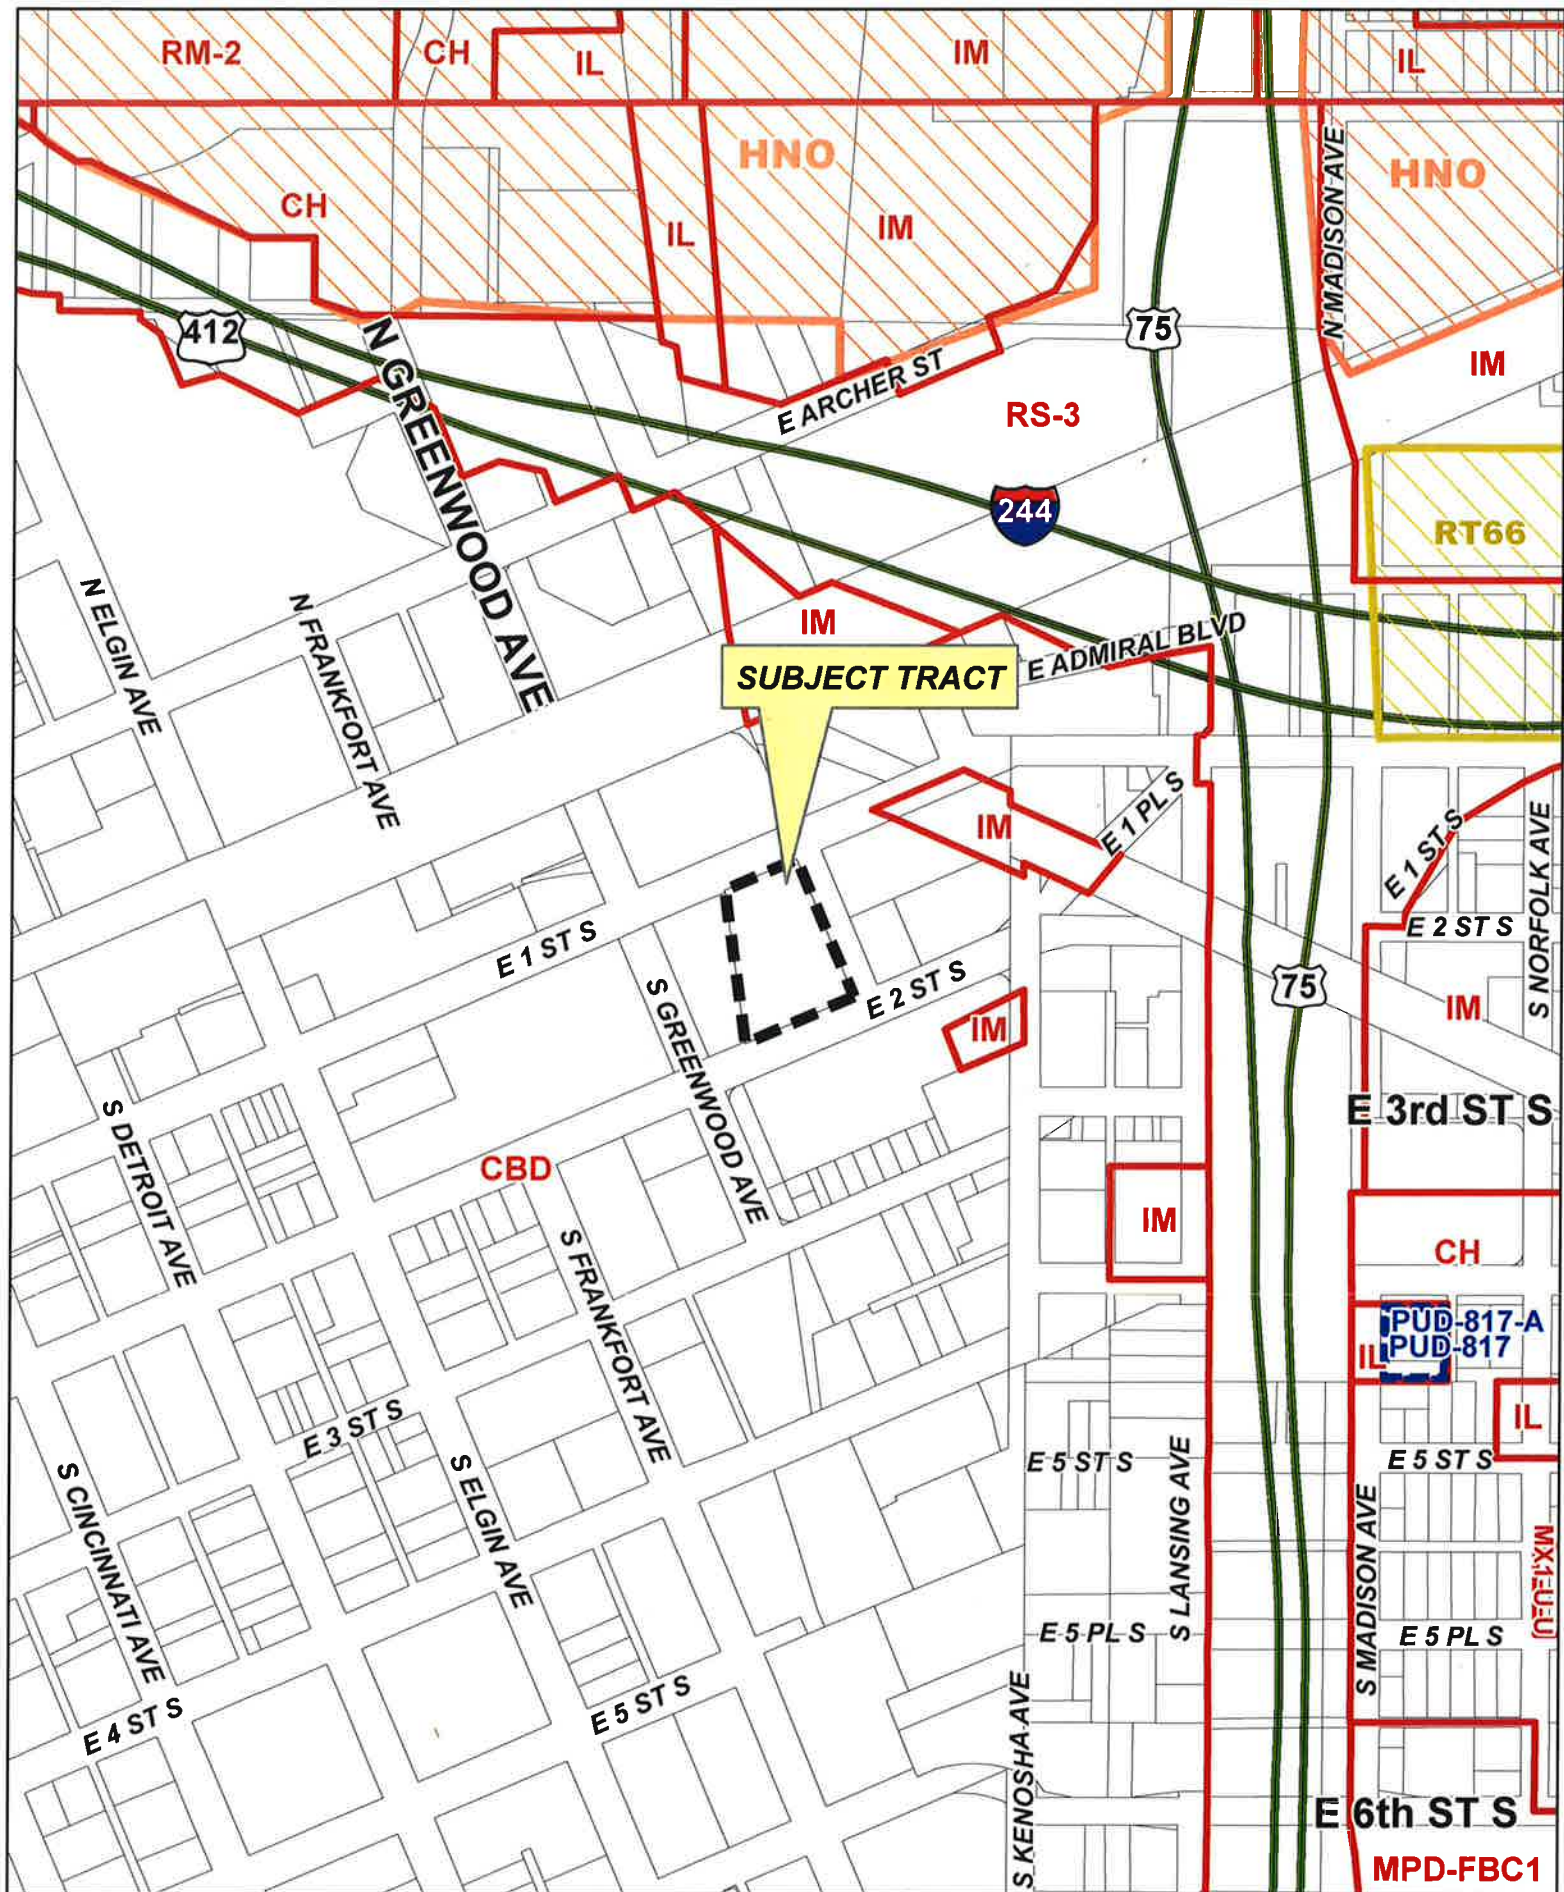 RM-2
CH
IL
IM
IL
HNO
HNO
N MADISON AVE
CH
IL
IM
412
75
N GREENWOOD AVE
E ARCHER ST
IM
RS-3
244
RT66
N ELGIN AVE
N FRANKFORT AVE
IM
E ADMIRAL BLVD
SUBJECT TRACT
IM
E 1 PL S
E 1 ST S
S NORFOLK AVE
E 2 ST S
E 1 ST S
S GREENWOOD AVE
E 2 ST S
75
IM
IM
S DETROIT AVE
E 3rd ST S
CBD
IM
S FRANKFORT AVE
CH
PUD-817-A
PUD-817
IL
IL
E 3 ST S
S CINCINNATI AVE
S ELGIN AVE
E 5 ST S
S LANSING AVE
E 5 ST S
S MADISON AVE
MX1-U-U
E 5 PL S
E 5 PL S
E 4 ST S
E 5 ST S
S KENOSHA AVE
E 6th ST S
MPD-FBC1